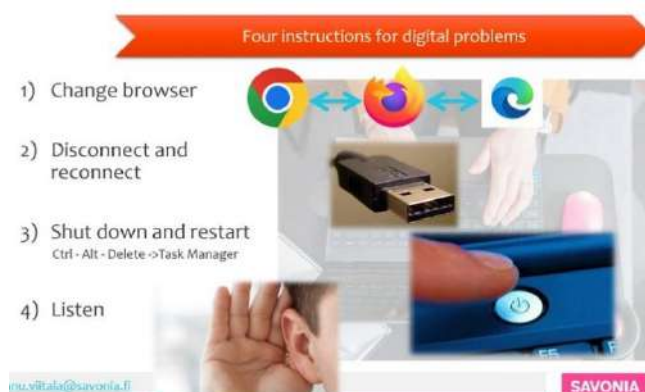 Four instructions for digital problems
1) Change browser
2) Disconnect and
reconnect
3) Shut down and restart
Ctrl - Alt - Delete ->Task Manager
4) Listen
F5
SAVONIA